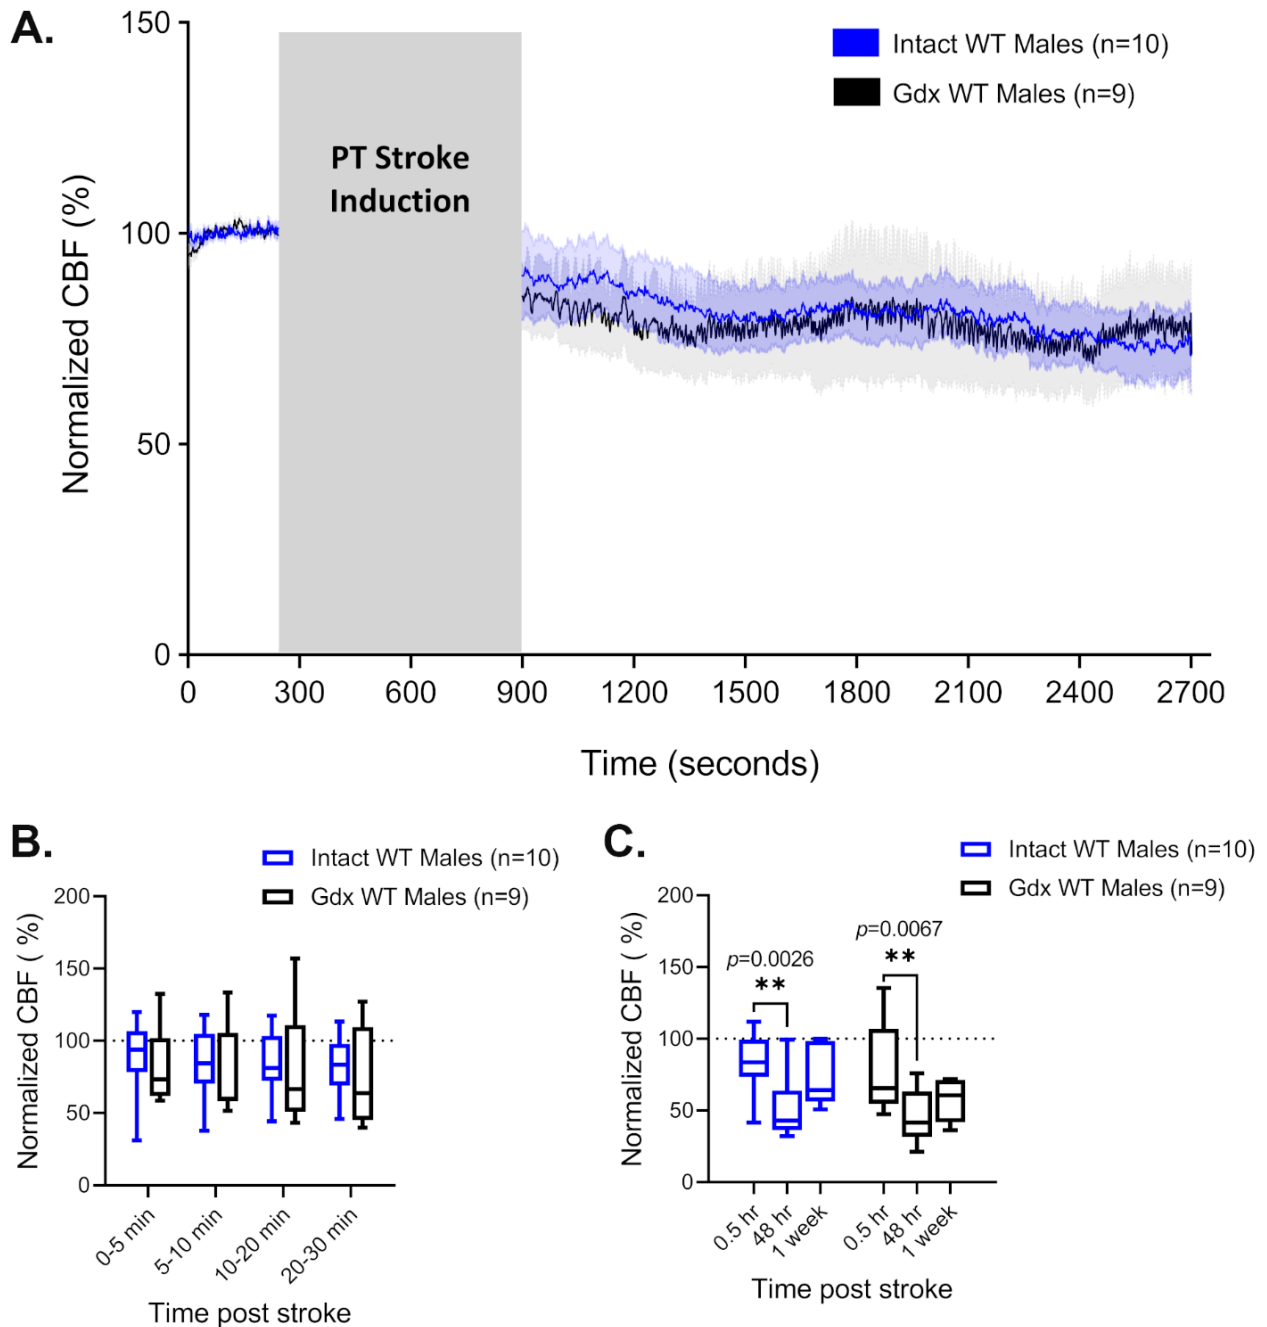 A.
Intact WT Males (n=10)
Gdx WT Males (n=9)
PT Stroke
Induction
Normalized CBF (%)
150
100
50
0
0 300 600 900 1200 1500 1800 2100 2400 2700
Time (seconds)
B.
Intact WT Males (n=10)
Gdx WT Males (n=9)
Normalized CBF ( %)
200
150
100
50
0
0-5 min
5-10 min
10-20 min
20-30 min
Time post stroke
C.
Intact WT Males (n=10)
Gdx WT Males (n=9)
Normalized CBF ( %)
200
150
100
50
0
p=0.0026
**
p=0.0067
**
0.5 hr
48 hr
1 week
0.5 hr
48 hr
1 week
Time post stroke